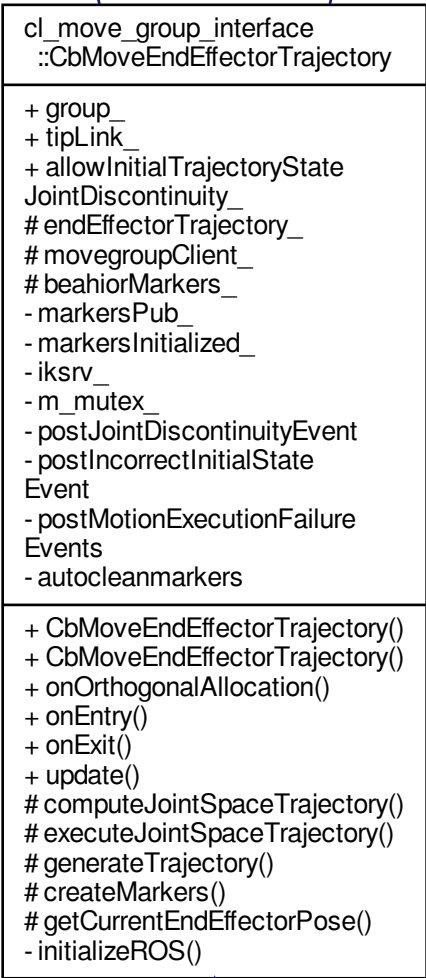 cl_move_group_interface
::CbMoveEndEffectorTrajectory
+ group_
+ tipLink_
+ allowInitialTrajectoryState
JointDiscontinuity_
# endEffectorTrajectory_
# movegroupClient_
# beahiorMarkers_
- markersPub_
- markersInitialized_
- iksrv_
- m_mutex_
- postJointDiscontinuityEvent
- postIncorrectInitialState
Event
- postMotionExecutionFailure
Events
- autocleanmarkers
+ CbMoveEndEffectorTrajectory()
+ CbMoveEndEffectorTrajectory()
+ onOrthogonalAllocation()
+ onEntry()
+ onExit()
+ update()
# computeJointSpaceTrajectory()
# executeJointSpaceTrajectory()
# generateTrajectory()
# createMarkers()
# getCurrentEndEffectorPose()
- initializeROS()